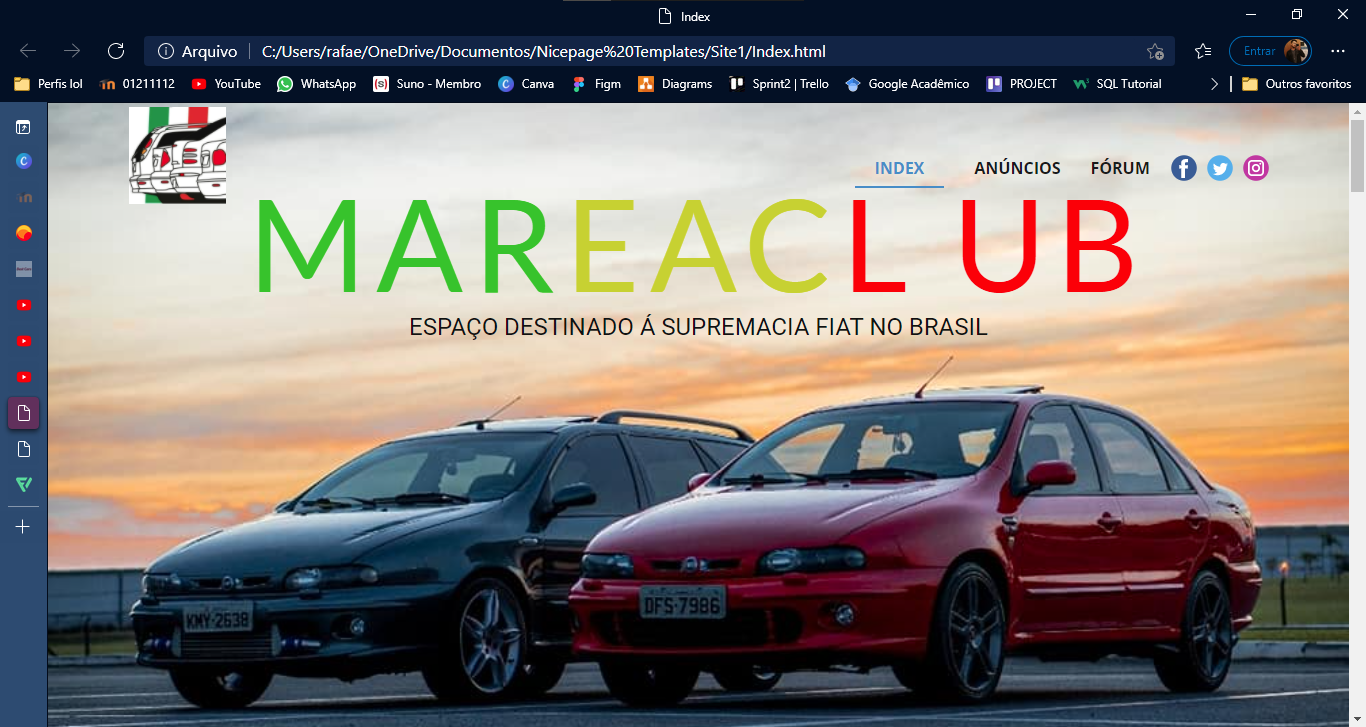 Index
Arquivo C:/Users/rafae/OneDrive/Documentos/Nicepage%20Templates/Site1/Index.html
Entrar
Perfis lol 01211112 YouTube WhatsApp Suno - Membro Canva Figm Diagrams Sprint2 | Trello Google Acadêmico PROJECT SQL Tutorial Outros favoritos
INDEX ANÚNCIOS FÓRUM
MAREACL UB
ESPAÇO DESTINADO Á SUPREMACIA FIAT NO BRASIL
KMY-2638
DFS-7986